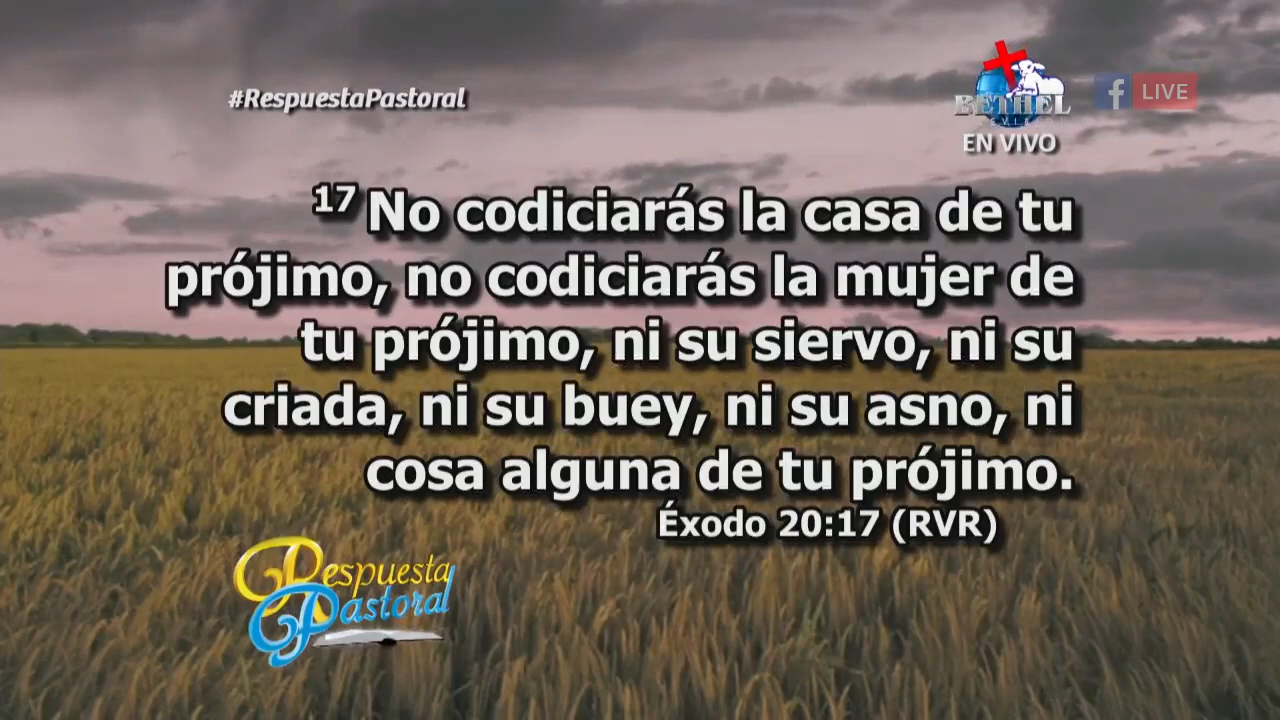 #RespuestaPastoral
BETHEL
EN VIVO
f LIVE
17 No codiciarás la casa de tu
prójimo, no codiciarás la mujer de
tu prójimo, ni su siervo, ni su
criada, ni su buey, ni su asno, ni
cosa alguna de tu prójimo.
Éxodo 20:17 (RVR)
Respuesta
Pastoral